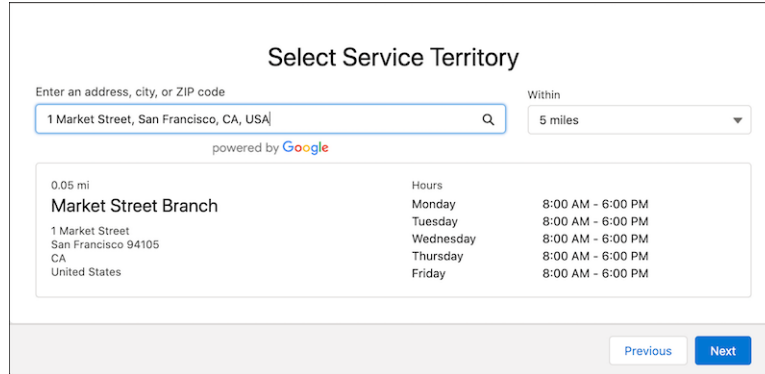 Select Service Territory
Enter an address, city, or ZIP code
Within
1 Market Street, San Francisco, CA, USA
5 miles
powered by Google
0.05 mi
Market Street Branch
1 Market Street
San Francisco 94105
CA
United States
Hours
Monday 8:00 AM - 6:00 PM
Tuesday 8:00 AM - 6:00 PM
Wednesday 8:00 AM - 6:00 PM
Thursday 8:00 AM - 6:00 PM
Friday 8:00 AM - 6:00 PM
Previous
Next